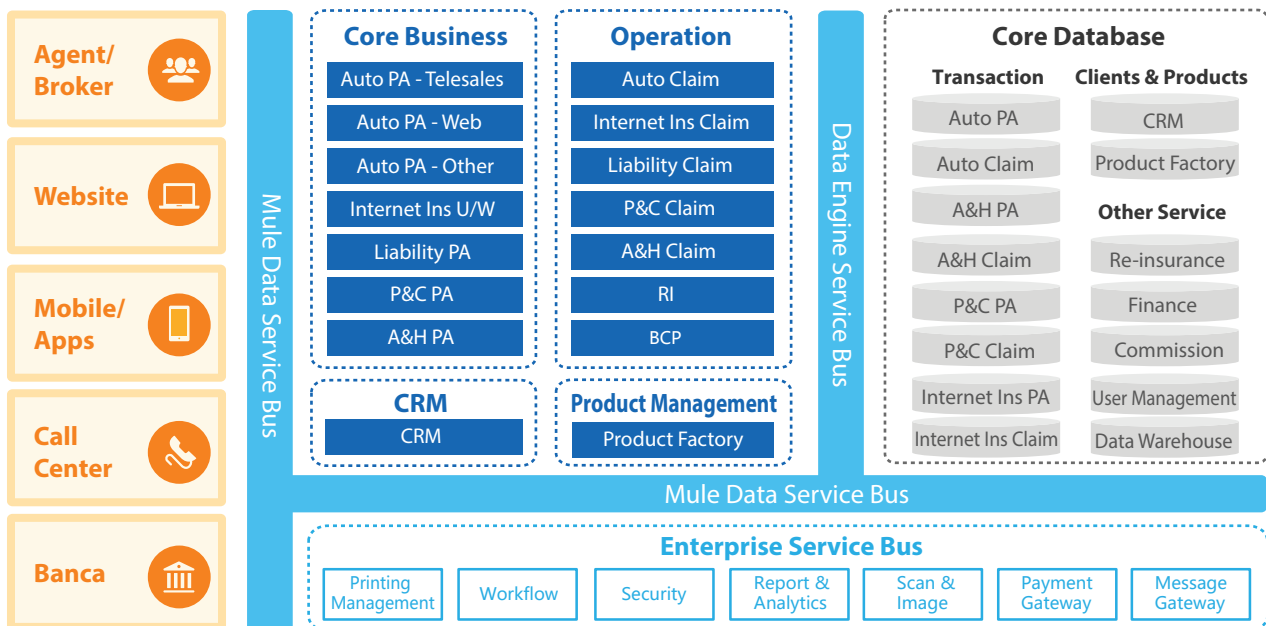 Agent/
Broker
Website
Mobile/
Apps
Call
Center
Banca
Mule Data Service Bus
Core Business
Auto PA - Telesales
Auto PA - Web
Auto PA - Other
Internet Ins U/W
Liability PA
P&C PA
A&H PA
Operation
Auto Claim
Internet Ins Claim
Liability Claim
P&C Claim
A&H Claim
RI
BCP
CRM
CRM
Product Management
Product Factory
Data Engine Service Bus
Core Database
Transaction
Auto PA
Auto Claim
A&H PA
A&H Claim
P&C PA
P&C Claim
Internet Ins PA
Internet Ins Claim
Clients & Products
CRM
Product Factory
Other Service
Re-insurance
Finance
Commission
User Management
Data Warehouse
Mule Data Service Bus
Enterprise Service Bus
Printing
Management
Workflow
Security
Report &
Analytics
Scan &
Image
Payment
Gateway
Message
Gateway